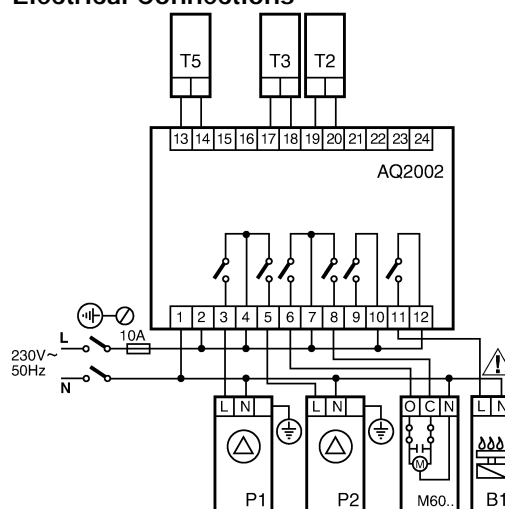 Electrical Connections
T5 T3 T2
13 14 15 16 17 18 19 20 21 22 23 24
AQ2002
1 2 3 4 5 6 7 8 9 10 11 12
L 10A
230V~
50Hz
N
L N L N O C N L N
M
P1 P2 M60.. B1